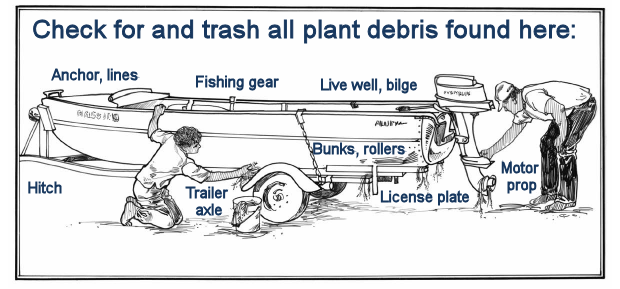 Check for and trash all plant debris found here:
Anchor, lines
Fishing gear
Live well, bilge
Bunks, rollers
Hitch
Trailer
axle
License plate
Motor
prop